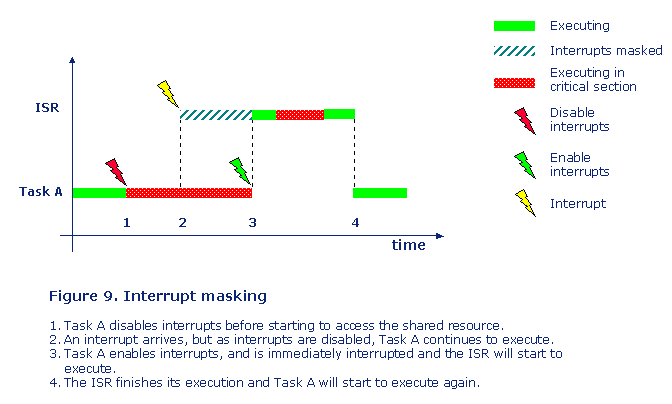 Executing
Interrupts masked
Executing in
critical section
Disable
interrupts
Enable
interrupts
Interrupt
ISR
Task A
1 2 3 4
time
Figure 9. Interrupt masking
1. Task A disables interrupts before starting to access the shared resource.
2. An interrupt arrives, but as interrupts are disabled, Task A continues to execute.
3. Task A enables interrupts, and is immediately interrupted and the ISR will start to
execute.
4. The ISR finishes its execution and Task A will start to execute again.